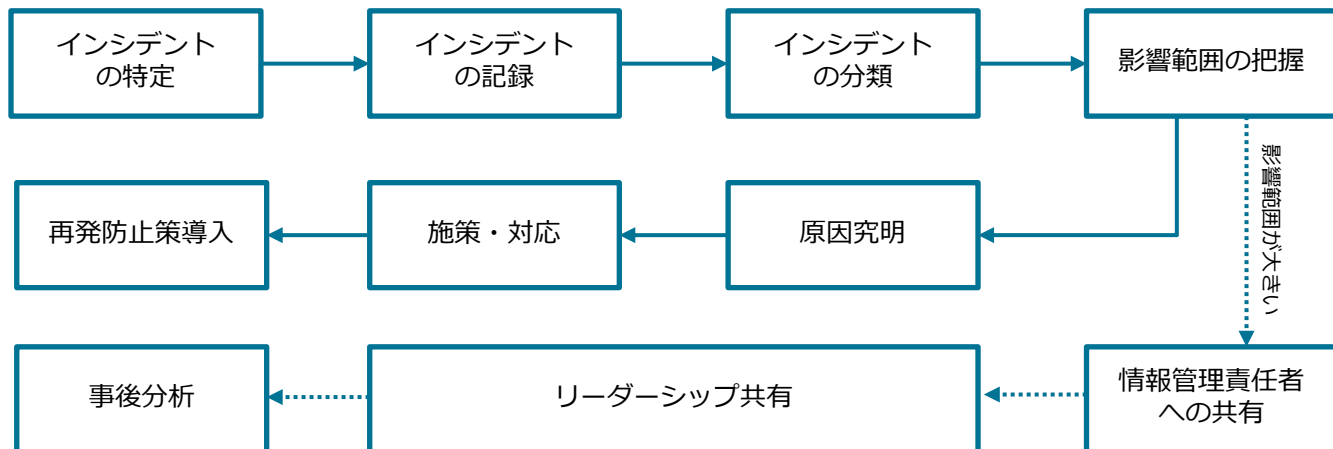 インシデント
の特定
インシデント
の記録
インシデント
の分類
影響範囲の把握
影響範囲が大きい
再発防止策導入
施策・対応
原因究明
事後分析
リーダーシップ共有
情報管理責任者
への共有